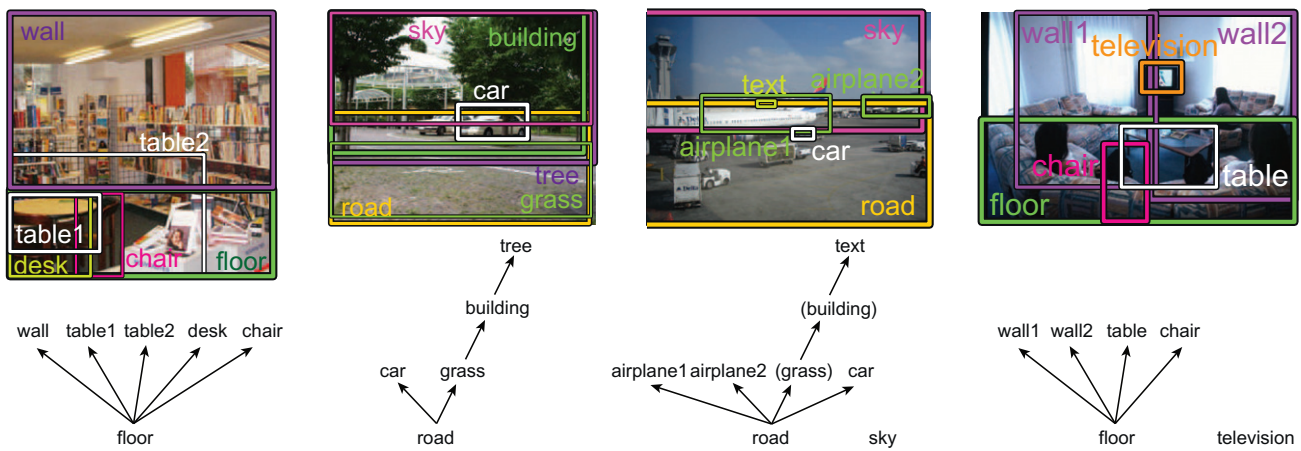 wall
table2
table1
desk
chair
floor
sky
building
car
tree
grass
road
sky
text
airplane2
airplane1
car
road
wall1
wall2
television
chair
table
floor
wall table1 table2 desk chair
floor
tree
building
car grass
road
text
(building)
airplane1 airplane2 (grass) car
road sky
wall1 wall2 table chair
floor television